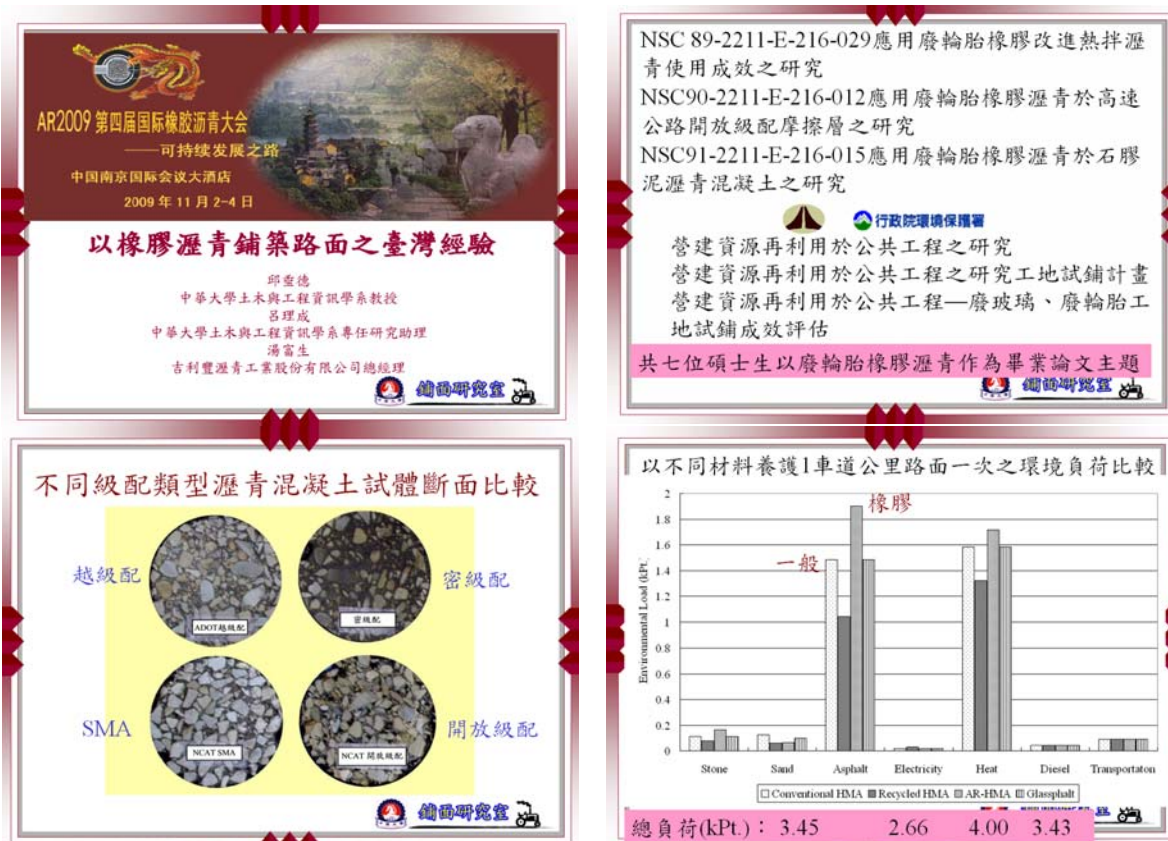 AR2009 第四届国际橡胶沥青大会
——可持续发展之路
中国南京国际会议大酒店
2009 年 11 月 2-4 日
以橡膠瀝青鋪築路面之臺灣經驗
邱垂德
中華大學土木與工程資訊學系教授
呂理成
中華大學土木與工程資訊學系專任研究助理
湯富生
吉利豐瀝青工業股份有限公司總經理
鋪面研究室
NSC 89-2211-E-216-029應用廢輪胎橡膠改進熱拌瀝
青使用成效之研究
NSC90-2211-E-216-012應用廢輪胎橡膠瀝青於高速
公路開放級配摩擦層之研究
NSC91-2211-E-216-015應用廢輪胎橡膠瀝青於石膠
泥瀝青混凝土之研究
行政院環境保護署
營建資源再利用於公共工程之研究
營建資源再利用於公共工程之研究工地試鋪計畫
營建資源再利用於公共工程—廢玻璃、廢輪胎工
地試鋪成效評估
共七位碩士生以廢輪胎橡膠瀝青作為畢業論文主題
鋪面研究室
不同級配類型瀝青混凝土試體斷面比較
越級配
密級配
ADOT越級配
密級配
SMA
開放級配
NCAT SMA
NCAT 開放級配
鋪面研究室
以不同材料養護1車道公里路面一次之環境負荷比較
Environmental Load (kPt.)
2
1.8
1.6
1.4
1.2
1
0.8
0.6
0.4
0.2
0
橡膠
一般
Stone Sand Asphalt Electricity Heat Diesel Transportaton
Conventional HMA Recycled HMA AR-HMA Glassphalt
總負荷(kPt.)： 3.45 2.66 4.00 3.43